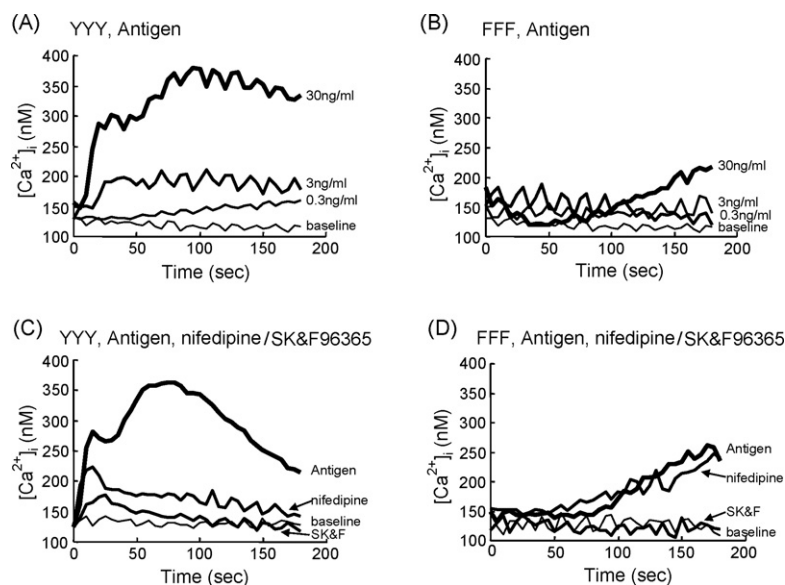 (A) YYY, Antigen
400
350
300
250
200
150
100
[Ca2+]i (nM)
30ng/ml
3ng/ml
0.3ng/ml
baseline
0 50 100 150 200
Time (sec)
(B) FFF, Antigen
400
350
300
250
200
150
100
[Ca2+]i (nM)
30ng/ml
3ng/ml
0.3ng/ml
baseline
0 50 100 150 200
Time (sec)
(C) YYY, Antigen, nifedipine/SK&F96365
400
350
300
250
200
150
100
[Ca2+]i (nM)
Antigen
nifedipine
baseline
SK&F
0 50 100 150 200
Time (sec)
(D) FFF, Antigen, nifedipine/SK&F96365
400
350
300
250
200
150
100
[Ca2+]i (nM)
Antigen
nifedipine
SK&F
baseline
0 50 100 150 200
Time (sec)